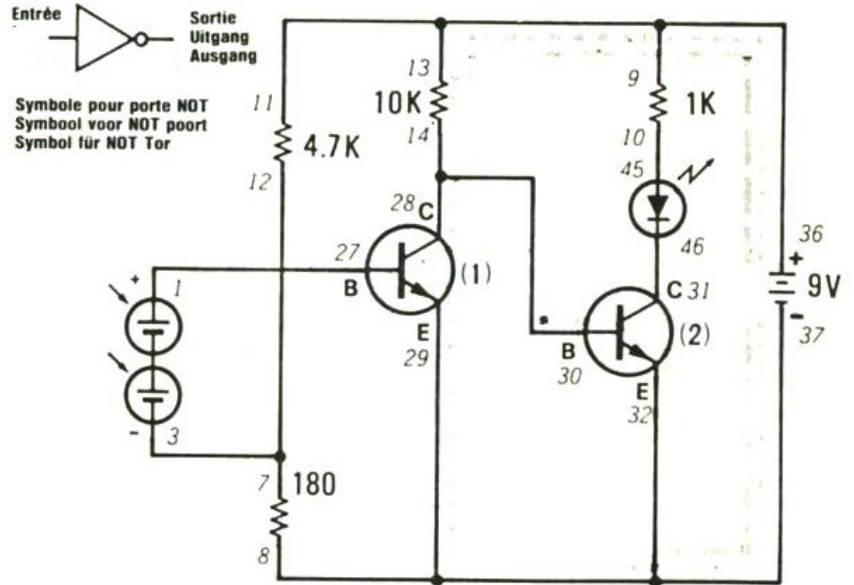 Entrée
Sortie
Uitgang
Ausgang
Symbole pour porte NOT
Symbool voor NOT poort
Symbol für NOT Tor
11
4.7K
12
13
10K
14
9
1K
10
45
46
28 C
27
B
(1)
E
29
1
3
7
180
8
C 31
B
30
(2)
E
32
36
+
9V
-
37
+
-